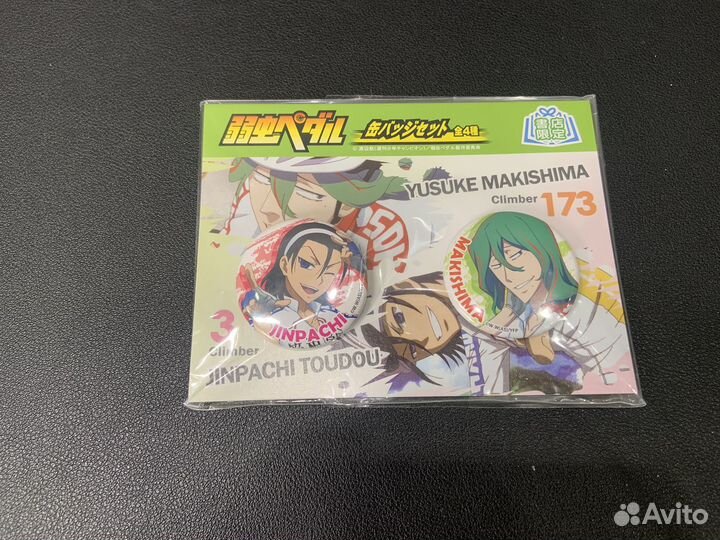 弱虫ペダル
缶バッジセット 全4種
書店
限定
YUSUKE MAKISHIMA
Climber 173
MAKISHIMA
JINPACHI
3
Climber
JINPACHI TOUDOU
Avito